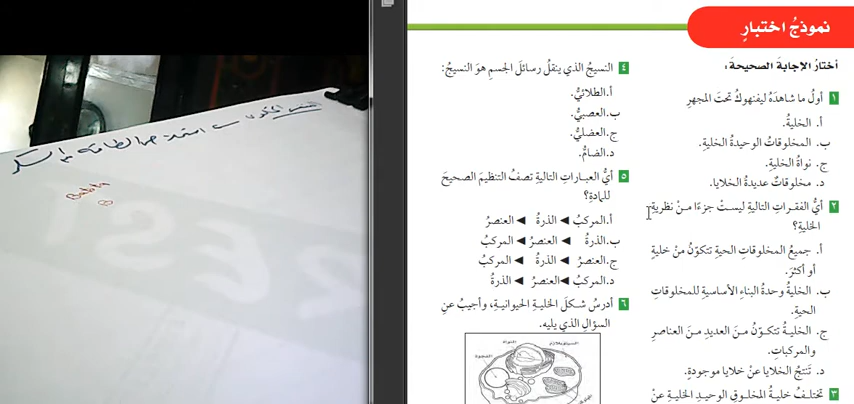 نموذجُ اختبارٍ
أختارُ الإجابةَ الصحيحةَ:
١ أولُ ما شاهدَهُ ليفنهوكُ تحتَ المجهرِ
أ. الخليةُ.
ب. المخلوقاتُ الوحيدةُ الخليةِ.
ج. نواةُ الخليةِ.
د. مخلوقاتٌ عديدةُ الخلايا.
٢ أيُّ الفقراتِ التاليةِ ليستْ جزءًا منْ نظريةِ
الخليةِ؟
أ. جميعُ المخلوقاتِ الحيةِ تتكوّنُ منْ خليةٍ
أو أكثرَ.
ب. الخليةُ وحدةُ البناءِ الأساسيةِ للمخلوقاتِ
الحيةِ.
ج. الخليةُ تتكوّنُ منَ العديدِ منَ العناصرِ
والمركباتِ.
د. تَنتجُ الخلايا عنْ خلايا موجودةٍ.
٣ تختلفُ خليةُ المخلوقِ الوحيدِ الخليةِ عنْ
٤ النسيجُ الذي ينقلُ رسائلَ الجسمِ هوَ النسيجُ:
أ. الطلائيُّ.
ب. العصبيُّ.
ج. العضليُّ.
د. الضامُّ.
٥ أيُّ العباراتِ التاليةِ تصفُ التنظيمَ الصحيحَ
للمادةِ؟
أ. المركبُ ◄ الذرةُ ◄ العنصرُ
ب. الذرةُ ◄ العنصرُ ◄ المركبُ
ج. العنصرُ ◄ الذرةُ ◄ المركبُ
د. المركبُ ◄ العنصرُ ◄ الذرةُ
٦ أدرسُ شكلَ الخليةِ الحيوانيةِ، وأجيبُ عنِ
السؤالِ الذي يليهِ.
السيتوبلازم
النواة
الفجوة